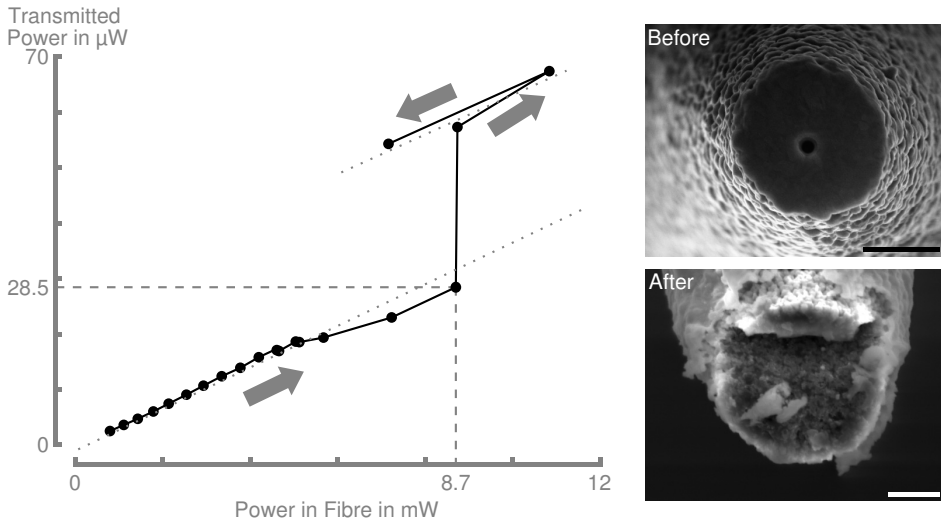 Transmitted
Power in µW
70
28.5
0
0
8.7
12
Power in Fibre in mW
Before
After